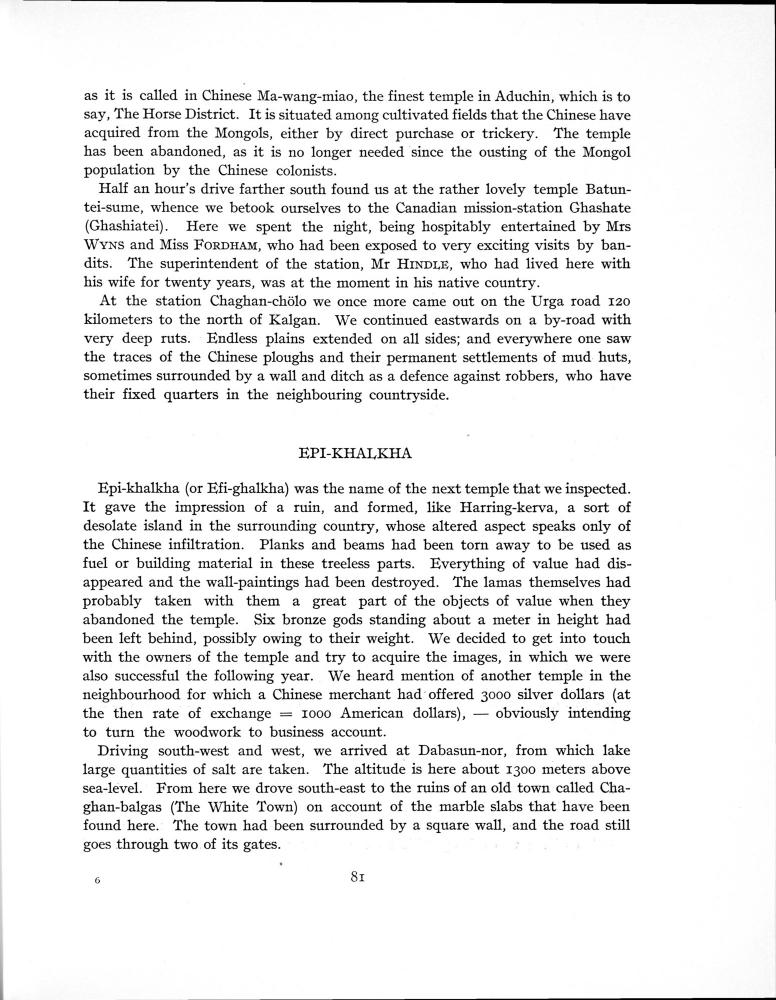 as it is called in Chinese Ma-wang-miao, the finest temple in Aduchin, which is to
say, The Horse District. It is situated among cultivated fields that the Chinese have
acquired from the Mongols, either by direct purchase or trickery. The temple
has been abandoned, as it is no longer needed since the ousting of the Mongol
population by the Chinese colonists.
Half an hour's drive farther south found us at the rather lovely temple Batun-
tei-sume, whence we betook ourselves to the Canadian mission-station Ghashate
(Ghashiatei). Here we spent the night, being hospitably entertained by Mrs
WYNS and Miss FORDHAM, who had been exposed to very exciting visits by ban-
dits. The superintendent of the station, Mr HINDLE, who had lived here with
his wife for twenty years, was at the moment in his native country.
At the station Chaghan-chölo we once more came out on the Urga road 120
kilometers to the north of Kalgan. We continued eastwards on a by-road with
very deep ruts. Endless plains extended on all sides; and everywhere one saw
the traces of the Chinese ploughs and their permanent settlements of mud huts,
sometimes surrounded by a wall and ditch as a defence against robbers, who have
their fixed quarters in the neighbouring countryside.
EPI-KHALKHA
Epi-khalkha (or Efi-ghalkha) was the name of the next temple that we inspected.
It gave the impression of a ruin, and formed, like Harring-kerva, a sort of
desolate island in the surrounding country, whose altered aspect speaks only of
the Chinese infiltration. Planks and beams had been torn away to be used as
fuel or building material in these treeless parts. Everything of value had dis-
appeared and the wall-paintings had been destroyed. The lamas themselves had
probably taken with them a great part of the objects of value when they
abandoned the temple. Six bronze gods standing about a meter in height had
been left behind, possibly owing to their weight. We decided to get into touch
with the owners of the temple and try to acquire the images, in which we were
also successful the following year. We heard mention of another temple in the
neighbourhood for which a Chinese merchant had offered 3000 silver dollars (at
the then rate of exchange = 1000 American dollars), — obviously intending
to turn the woodwork to business account.
Driving south-west and west, we arrived at Dabasun-nor, from which lake
large quantities of salt are taken. The altitude is here about 1300 meters above
sea-level. From here we drove south-east to the ruins of an old town called Cha-
ghan-balgas (The White Town) on account of the marble slabs that have been
found here. The town had been surrounded by a square wall, and the road still
goes through two of its gates.
6
81